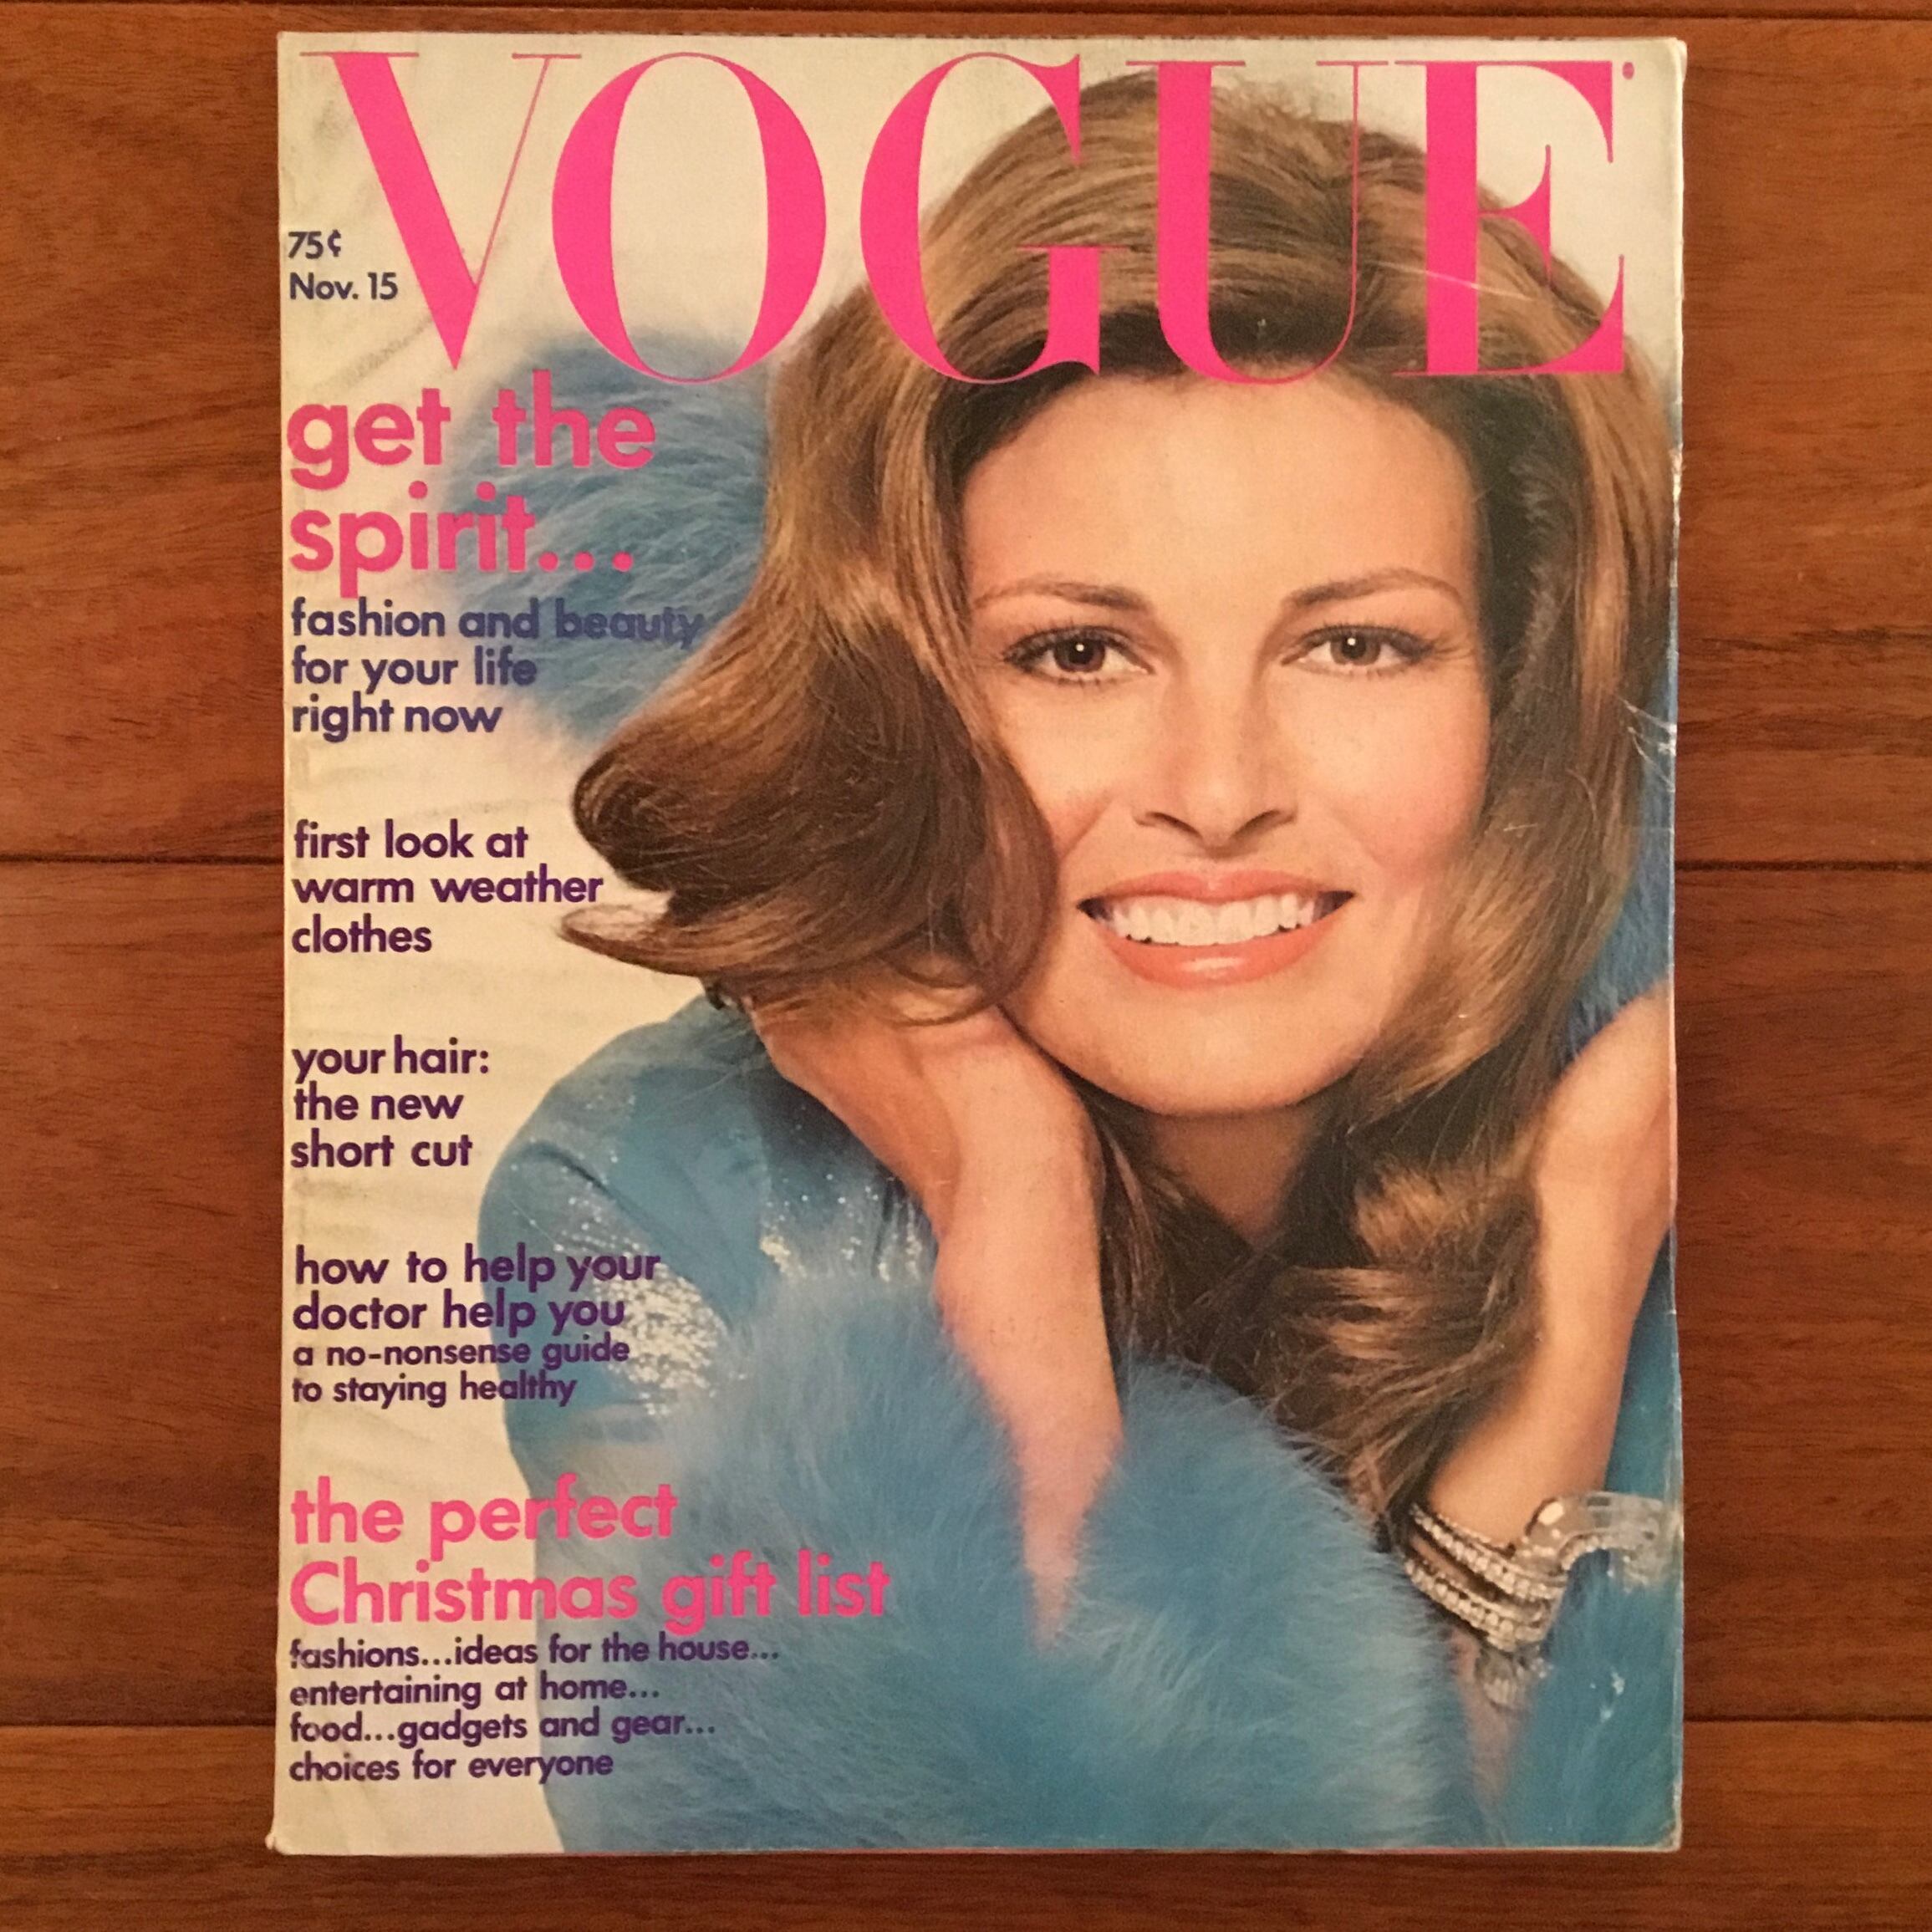 VOGUE
75¢
Nov. 15
get the
spirit...
fashion and beauty
for your life
right now
first look at
warm weather
clothes
your hair:
the new
short cut
how to help your
doctor help you
a no-nonsense guide
to staying healthy
the perfect
Christmas gift list
fashions...ideas for the house...
entertaining at home...
food...gadgets and gear...
choices for everyone